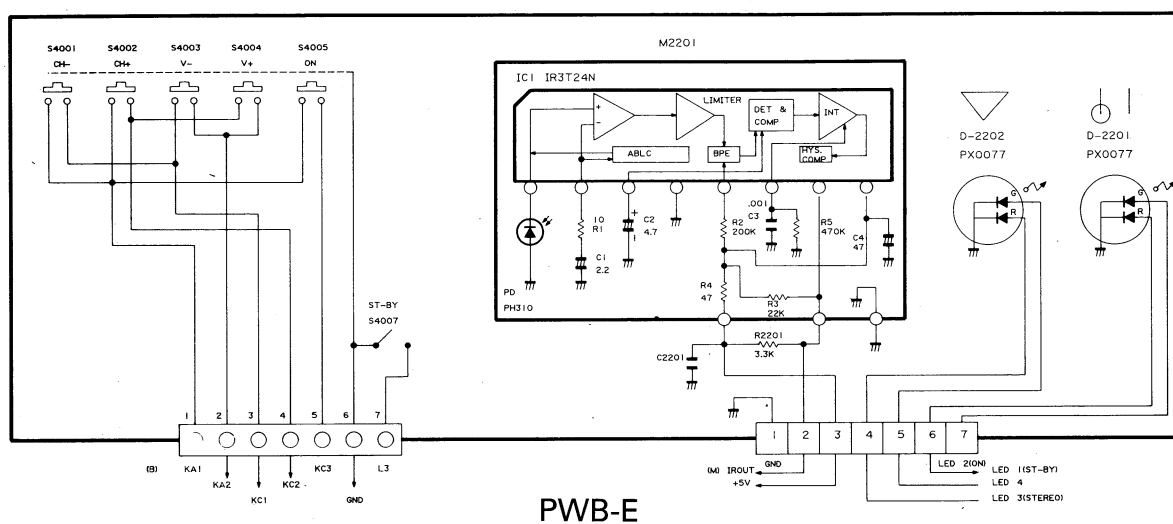 S4001 S4002 S4003 S4004 S4005
CH- CH+ V- V+ ON
M2201
IC1 IR3T24N
LIMITER
DET & COMP
INT
ABLC
BPE
HYS. COMP
+
-
D-2202
PX0077
D-2201
PX0077
G
R
G
R
10
R1
C1
2.2
+
C2
4.7
R2
200K
.001
C3
R5
470K
C4
47
PD
PH310
R4
47
R3
22K
ST-BY
S4007
C2201
R2201
3.3K
1 2 3 4 5 6 7
1 2 3 4 5 6 7
(B) KA1
KA2
KC1
KC2
KC3
GND
L3
GND
(M) IROUT
+5V
LED 2(ON)
LED 1(ST-BY)
LED 4
LED 3(STEREO)
PWB-E